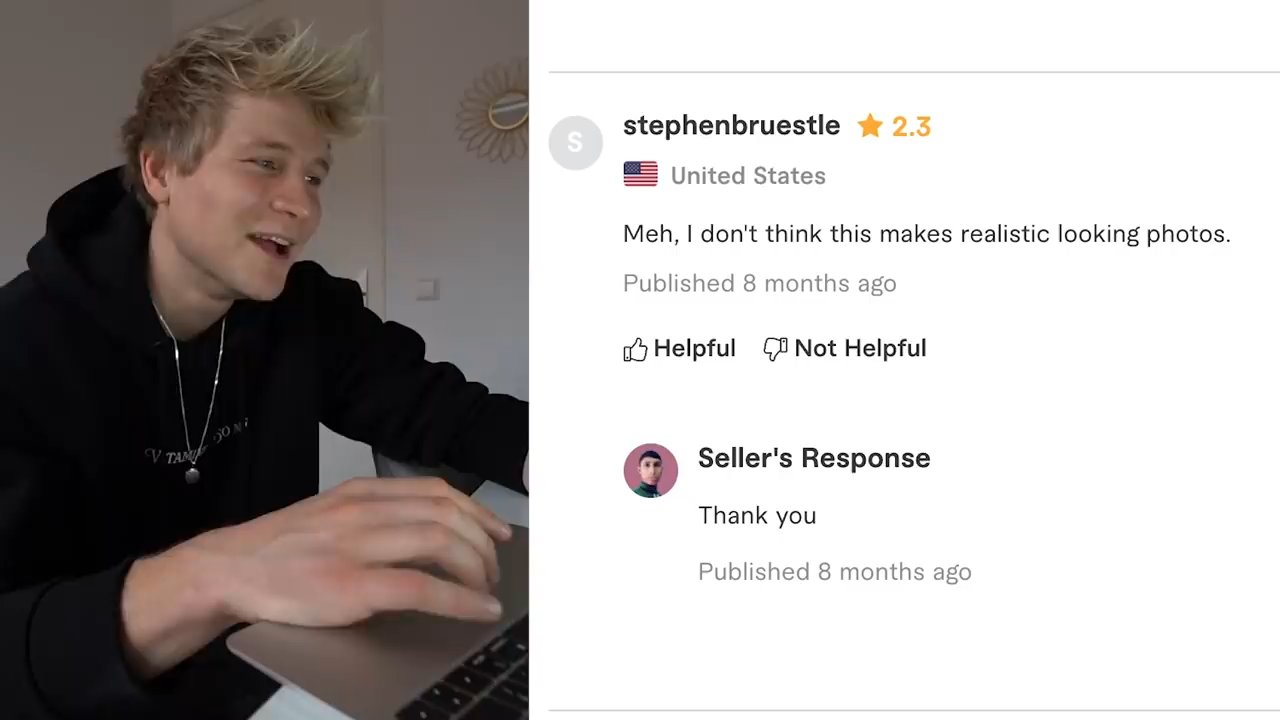 S
stephenbruestle 2.3
United States
Meh, I don't think this makes realistic looking photos.
Published 8 months ago
Helpful Not Helpful
Seller's Response
Thank you
Published 8 months ago